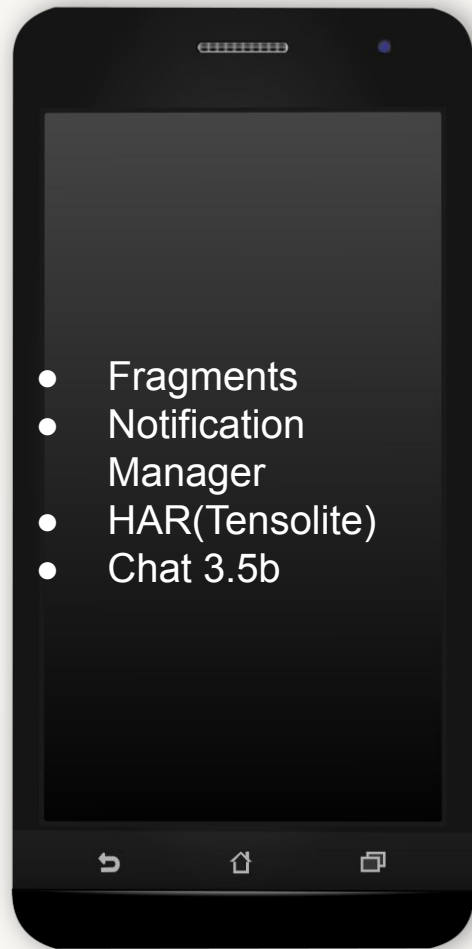 ● Fragments
● Notification
Manager
● HAR(Tensolite)
● Chat 3.5b